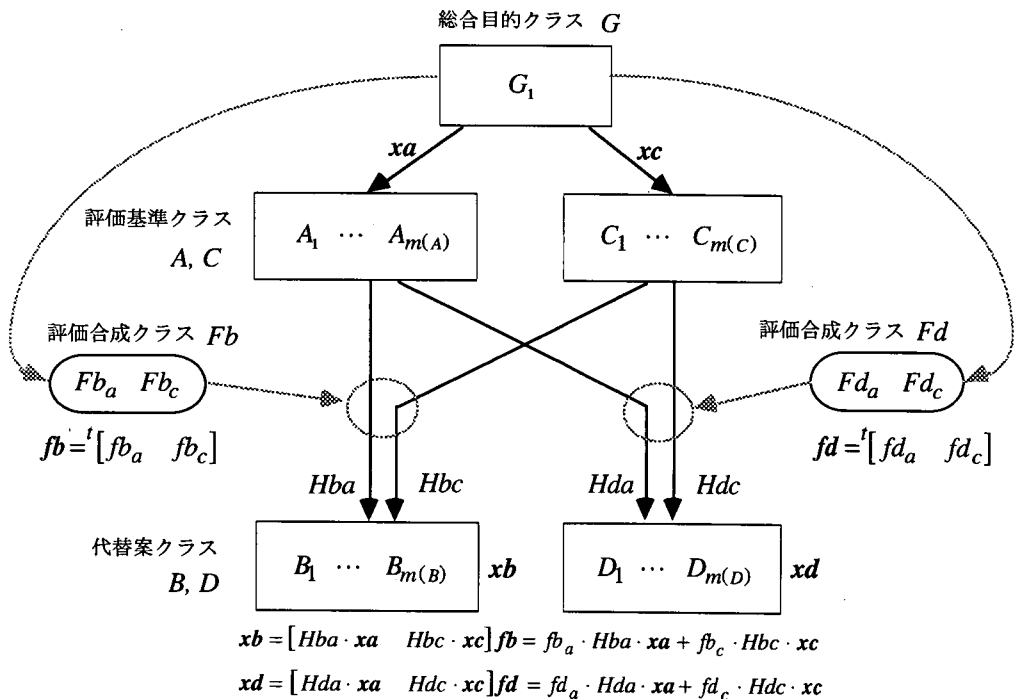 総合目的クラス G
G1
xa
xc
評価基準クラス
A, C
A1 … Am(A)
C1 … Cm(C)
評価合成クラス Fb
Fba Fbc
fb = t[fba fbc]
評価合成クラス Fd
Fda Fdc
fd = t[fda fdc]
Hba
Hbc
Hda
Hdc
代替案クラス
B, D
B1 … Bm(B)
xb
D1 … Dm(D)
xd
xb = [Hba · xa Hbc · xc] fb = fba · Hba · xa + fbc · Hbc · xc
xd = [Hda · xa Hdc · xc] fd = fda · Hda · xa + fdc · Hdc · xc